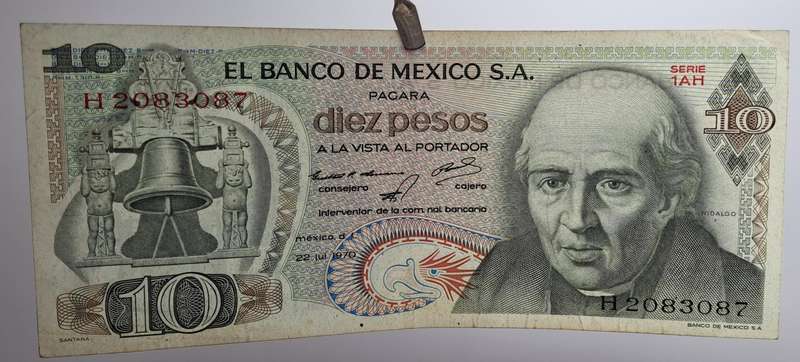 10
EL BANCO DE MEXICO S.A.
SERIE
1AH
H 2083087
PAGARA
diez pesos
10
A LA VISTA AL PORTADOR
consejero
cajero
Interventor de la com. nal. bancaria
HIDALGO
méxico, d
22, jul, 1970
10
H 2083087
SANTANA
BANCO DE MEXICO S.A.